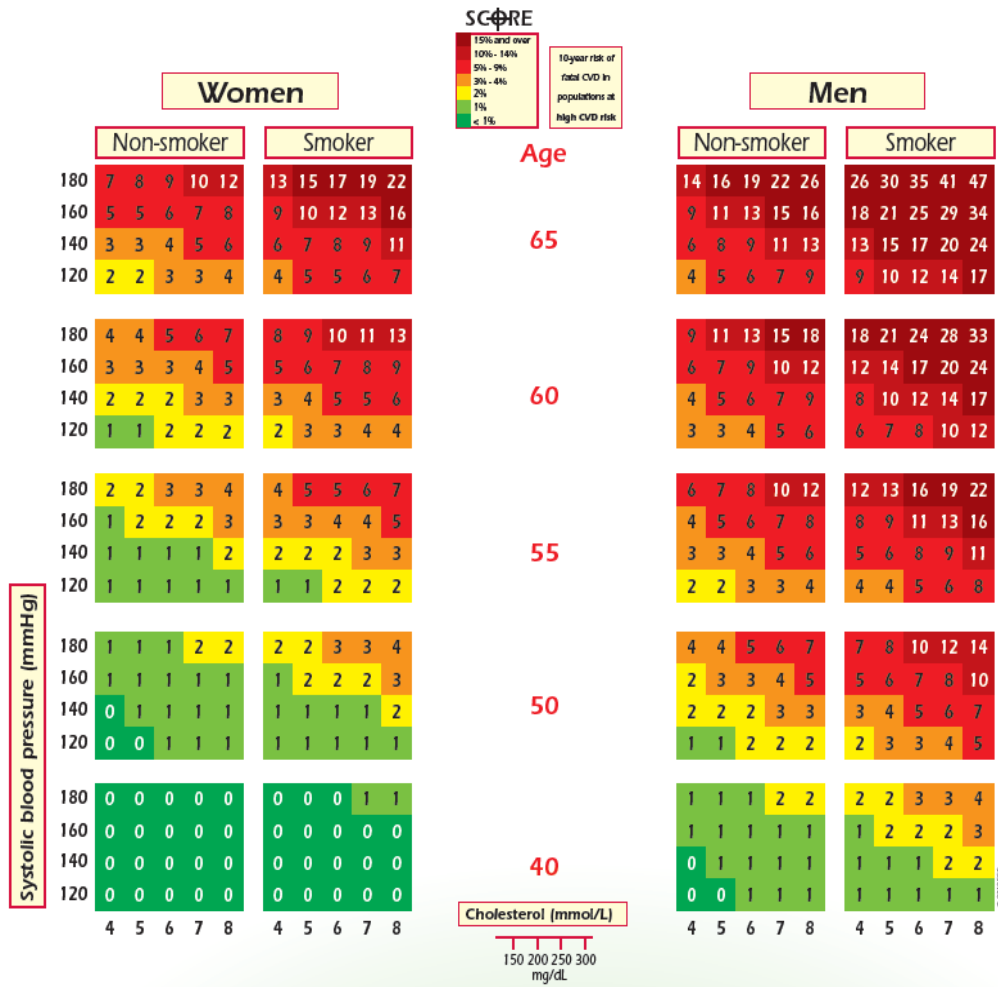 SCORE
15% and over
10% - 14%
5% - 9%
3% - 4%
2%
1%
< 1%
10-year risk of
fatal CVD in
populations at
high CVD risk
Women
Men
Non-smoker
Smoker
Age
Non-smoker
Smoker
180 7 8 9 10 12 13 15 17 19 22 14 16 19 22 26 26 30 35 41 47
160 5 5 6 7 8 9 10 12 13 16 9 11 13 15 16 18 21 25 29 34
65
140 3 3 4 5 6 6 7 8 9 11 6 8 9 11 13 13 15 17 20 24
120 2 2 3 3 4 4 5 5 6 7 4 5 6 7 9 9 10 12 14 17
180 4 4 5 6 7 8 9 10 11 13 9 11 13 15 18 18 21 24 28 33
160 3 3 3 4 5 5 6 7 8 9 6 7 9 10 12 12 14 17 20 24
60
140 2 2 2 3 3 3 4 5 5 6 4 5 6 7 9 8 10 12 14 17
120 1 1 2 2 2 2 3 3 4 4 3 3 4 5 6 6 7 8 10 12
180 2 2 3 3 4 4 5 5 6 7 6 7 8 10 12 12 13 16 19 22
160 1 2 2 2 3 3 3 4 4 5 4 5 6 7 8 8 9 11 13 16
55
140 1 1 1 1 2 2 2 2 3 3 3 3 4 5 6 5 6 8 9 11
120 1 1 1 1 1 1 1 2 2 2 2 2 3 3 4 4 4 5 6 8
180 1 1 1 2 2 2 2 3 3 4 4 4 5 6 7 7 8 10 12 14
160 1 1 1 1 1 1 2 2 2 3 2 3 3 4 5 5 6 7 8 10
50
140 0 1 1 1 1 1 1 1 1 2 2 2 2 3 3 3 4 5 6 7
120 0 0 1 1 1 1 1 1 1 1 1 1 2 2 2 2 3 3 4 5
180 0 0 0 0 0 0 0 0 1 1 1 1 1 2 2 2 2 3 3 4
160 0 0 0 0 0 0 0 0 0 0 1 1 1 1 1 1 2 2 2 3
140 0 0 0 0 0 0 0 0 0 0 0 1 1 1 1 1 1 1 2 2
40
120 0 0 0 0 0 0 0 0 0 0 0 0 1 1 1 1 1 1 1 1
4 5 6 7 8 4 5 6 7 8 4 5 6 7 8 4 5 6 7 8
Systolic blood pressure (mmHg)
Cholesterol (mmol/L)
150 200 250 300
mg/dL